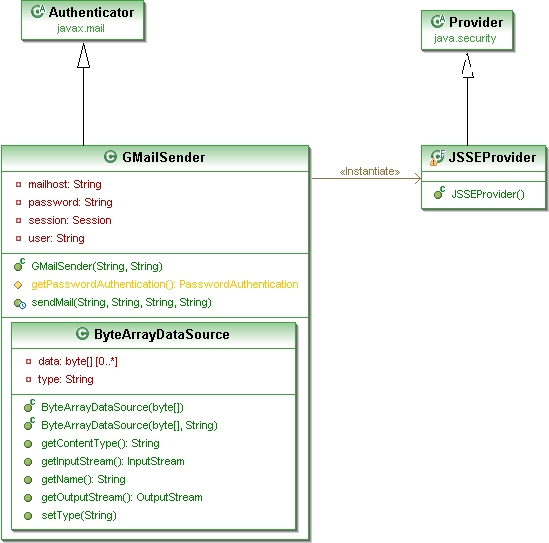 Authenticator
javax.mail
Provider
java.security
GMailSender
mailhost: String
password: String
session: Session
user: String
GMailSender(String, String)
getPasswordAuthentication(): PasswordAuthentication
sendMail(String, String, String, String)
«Instantiate»
JSSEProvider
JSSEProvider()
ByteArrayDataSource
data: byte[] [0..*]
type: String
ByteArrayDataSource(byte[])
ByteArrayDataSource(byte[], String)
getContentType(): String
getInputStream(): InputStream
getName(): String
getOutputStream(): OutputStream
setType(String)